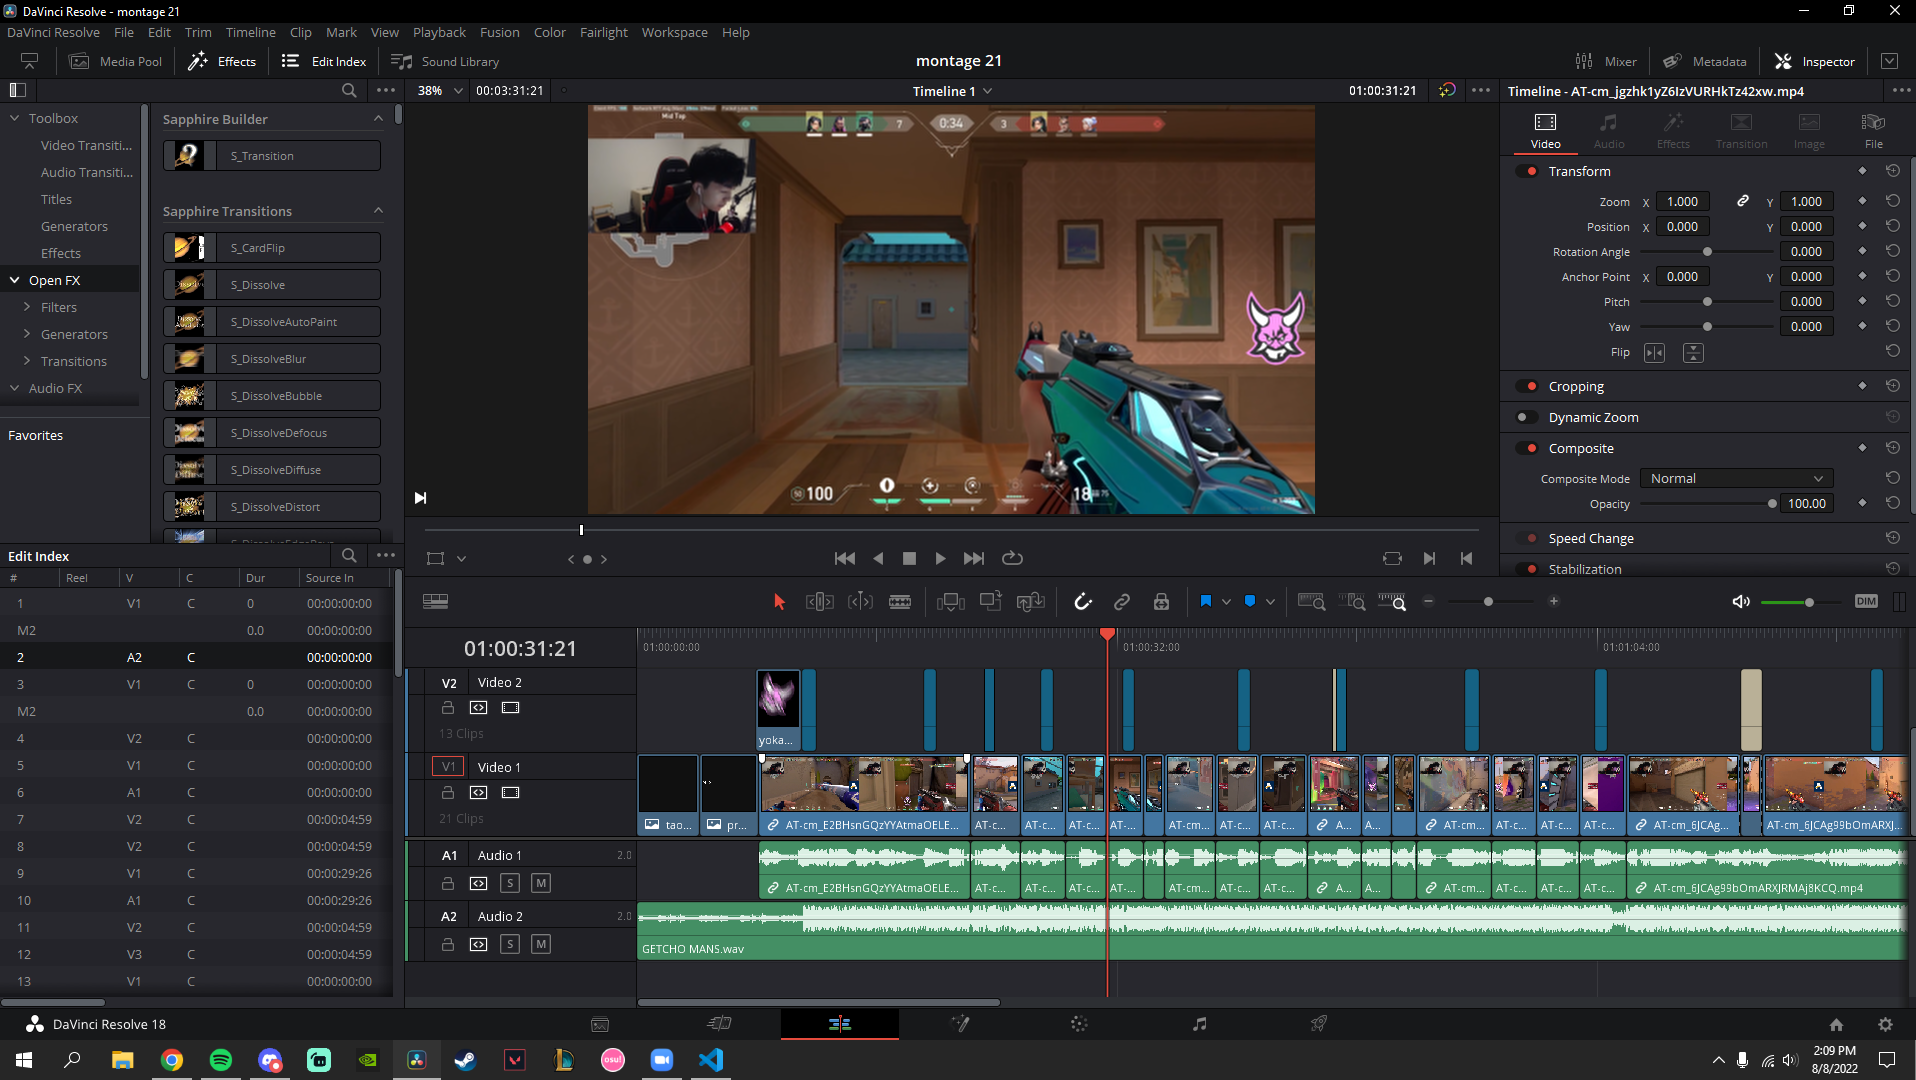 DaVinci Resolve - montage 21
DaVinci Resolve File Edit Trim Timeline Clip Mark View Playback Fusion Color Fairlight Workspace Help
Media Pool Effects Edit Index Sound Library montage 21 Mixer Metadata Inspector
38% 00:03:31:21 Timeline 1 01:00:31:21 Timeline - AT-cm_jgzhk1yZ6IzVURHkTz42xw.mp4
Toolbox
Video Transiti...
Audio Transiti...
Titles
Generators
Effects
Open FX
Filters
Generators
Transitions
Audio FX
Favorites
Sapphire Builder
S_Transition
Sapphire Transitions
S_CardFlip
S_Dissolve
S_DissolveAutoPaint
S_DissolveBlur
S_DissolveBubble
S_DissolveDefocus
S_DissolveDiffuse
S_DissolveDistort
Mid Top
7 0:34 3
100
18
Video Audio Effects Transition Image File
Transform
Zoom X 1.000 Y 1.000
Position X 0.000 Y 0.000
Rotation Angle 0.000
Anchor Point X 0.000 Y 0.000
Pitch 0.000
Yaw 0.000
Flip
Cropping
Dynamic Zoom
Composite
Composite Mode Normal
Opacity 100.00
Speed Change
Stabilization
Edit Index
# Reel V C Dur Source In
1 V1 C 0 00:00:00:00
M2 0.0 00:00:00:00
2 A2 C 00:00:00:00
3 V1 C 0 00:00:00:00
M2 0.0 00:00:00:00
4 V2 C 00:00:00:00
5 V1 C 00:00:00:00
6 A1 C 00:00:00:00
7 V2 C 00:00:04:59
8 V2 C 00:00:04:59
9 V1 C 00:00:29:26
10 A1 C 00:00:29:26
11 V2 C 00:00:04:59
12 V3 C 00:00:04:59
13 V1 C 00:00:00:00
DIM
01:00:31:21 01:00:00:00 01:00:32:00 01:01:04:00
V2 Video 2
13 Clips
yoka...
V1 Video 1
21 Clips
tao... pr... AT-cm_E2BHsnGQzYYAtmaOELE... AT-c... AT-c... AT-c... AT-... AT-cm... AT-c... AT-c... A... A... AT-cm... AT-c... AT-c... AT-c... AT-cm_6JCAg... AT-cm_6JCAg99bOmARXJ...
A1 Audio 1 2.0
S M
AT-cm_E2BHsnGQzYYAtmaOELE... AT-c... AT-c... AT-c... AT-... AT-cm... AT-c... AT-c... A... A... AT-cm... AT-c... AT-c... AT-c... AT-cm_6JCAg99bOmARXJRMAj8KCQ.mp4
A2 Audio 2 2.0
S M
GETCHO MANS.wav
DaVinci Resolve 18
osu!
2:09 PM
8/8/2022